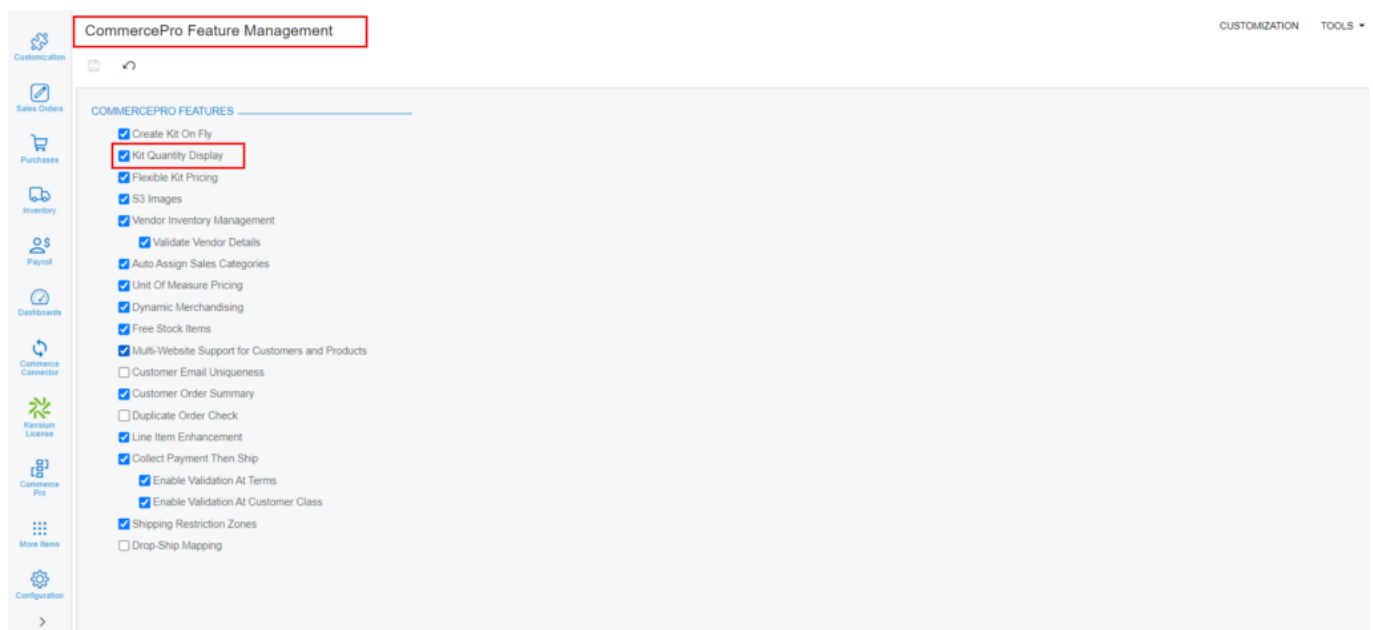 CommercePro Feature Management
CUSTOMIZATION
TOOLS
Customization
Sales Orders
Purchases
Inventory
Payroll
Dashboards
Commerce
Connector
Kensium
License
Commerce
Pro
More Items
Configuration
COMMERCEPRO FEATURES
Create Kit On Fly
Kit Quantity Display
Flexible Kit Pricing
S3 Images
Vendor Inventory Management
Validate Vendor Details
Auto Assign Sales Categories
Unit Of Measure Pricing
Dynamic Merchandising
Free Stock Items
Multi-Website Support for Customers and Products
Customer Email Uniqueness
Customer Order Summary
Duplicate Order Check
Line Item Enhancement
Collect Payment Then Ship
Enable Validation At Terms
Enable Validation At Customer Class
Shipping Restriction Zones
Drop-Ship Mapping